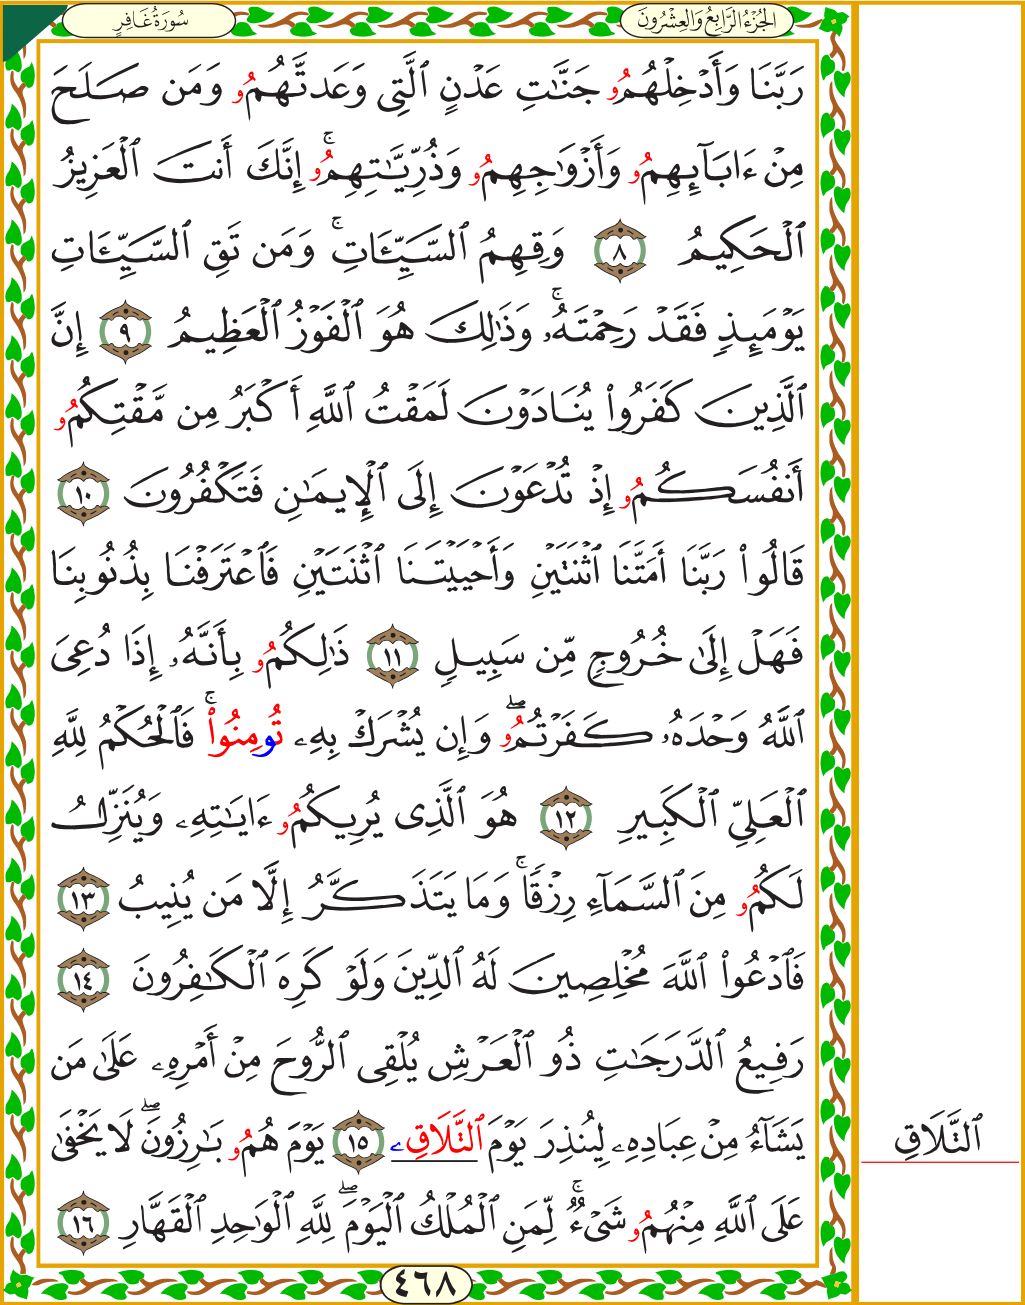 سُورَةُ غَافِرٍ
الجُزْءُ الرَّابِعُ وَالعِشْرُونَ
رَبَّنَا وَأَدْخِلْهُمُۥ جَنَّٰتِ عَدْنٍ ٱلَّتِى وَعَدتَّهُمُۥ وَمَن صَلَحَ
مِنْ ءَابَآئِهِمُۥ وَأَزْوَٰجِهِمُۥ وَذُرِّيَّٰتِهِمُۥٓۚ إِنَّكَ أَنتَ ٱلْعَزِيزُ
ٱلْحَكِيمُ ٨ وَقِهِمُ ٱلسَّيِّـَٔاتِۚ وَمَن تَقِ ٱلسَّيِّـَٔاتِ
يَوْمَئِذٍ فَقَدْ رَحِمْتَهُۥۚ وَذَٰلِكَ هُوَ ٱلْفَوْزُ ٱلْعَظِيمُ ٩ إِنَّ
ٱلَّذِينَ كَفَرُوا۟ يُنَادَوْنَ لَمَقْتُ ٱللَّهِ أَكْبَرُ مِن مَّقْتِكُمُۥ
أَنفُسَكُمُۥ إِذْ تُدْعَوْنَ إِلَى ٱلْإِيمَٰنِ فَتَكْفُرُونَ ١٠
قَالُوا۟ رَبَّنَا أَمَتَّنَا ٱثْنَتَيْنِ وَأَحْيَيْتَنَا ٱثْنَتَيْنِ فَٱعْتَرَفْنَا بِذُنُوبِنَا
فَهَلْ إِلَىٰ خُرُوجٍ مِّن سَبِيلٍ ١١ ذَٰلِكُمُۥ بِأَنَّهُۥ إِذَا دُعِىَ
ٱللَّهُ وَحْدَهُۥ كَفَرْتُمُۥۖ وَإِن يُشْرَكْ بِهِۦ تُومِنُوا۟ۚ فَٱلْحُكْمُ لِلَّهِ
ٱلْعَلِىِّ ٱلْكَبِيرِ ١٢ هُوَ ٱلَّذِى يُرِيكُمُۥ ءَايَٰتِهِۦ وَيُنَزِّلُ
لَكُمُۥ مِنَ ٱلسَّمَآءِ رِزْقًاۚ وَمَا يَتَذَكَّرُ إِلَّا مَن يُنِيبُ ١٣
فَٱدْعُوا۟ ٱللَّهَ مُخْلِصِينَ لَهُ ٱلدِّينَ وَلَوْ كَرِهَ ٱلْكَٰفِرُونَ ١٤
رَفِيعُ ٱلدَّرَجَٰتِ ذُو ٱلْعَرْشِ يُلْقِى ٱلرُّوحَ مِنْ أَمْرِهِۦ عَلَىٰ مَن
يَشَآءُ مِنْ عِبَادِهِۦ لِيُنذِرَ يَوْمَ ٱلتَّلَاقِۦ ١٥ يَوْمَ هُمُۥ بَٰرِزُونَۖ لَا يَخْفَىٰ
ٱلتَّلَاقِ
عَلَى ٱللَّهِ مِنْهُمُۥ شَىْءٌۚ لِّمَنِ ٱلْمُلْكُ ٱلْيَوْمَۖ لِلَّهِ ٱلْوَٰحِدِ ٱلْقَهَّارِ ١٦
٤٦٨